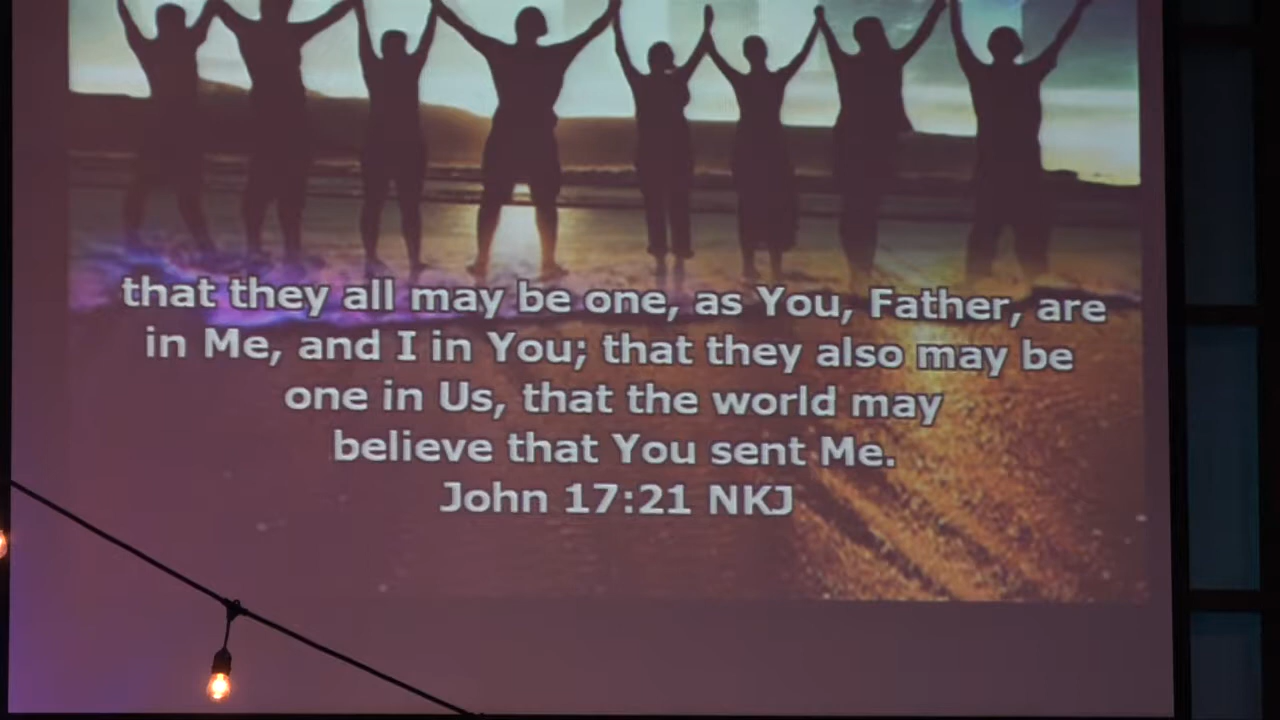 that they all may be one, as You, Father, are
in Me, and I in You; that they also may be
one in Us, that the world may
believe that You sent Me.
John 17:21 NKJ